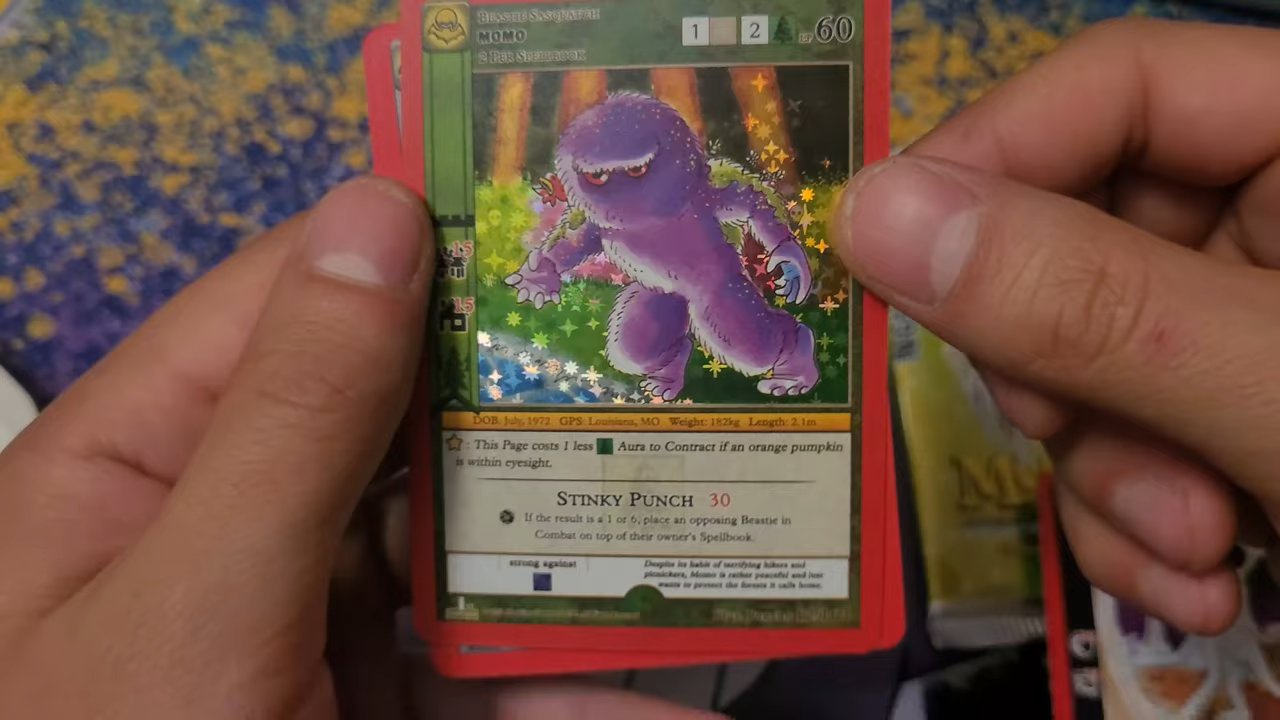 BEASTIE SASQUATCH
MOMO
2 PER SPELLBOOK
1 2 LP 60
15
15
DOB: July, 1972 GPS: Louisiana, MO Weight: 182kg Length: 2.1m
: This Page costs 1 less Aura to Contract if an orange pumpkin
is within eyesight.
STINKY PUNCH 30
If the result is a 1 or 6, place an opposing Beastie in
Combat on top of their owner's Spellbook.
strong against
Despite its habit of terrifying hikers and
picnickers, Momo is rather peaceful and just
wants to protect the forests it calls home.